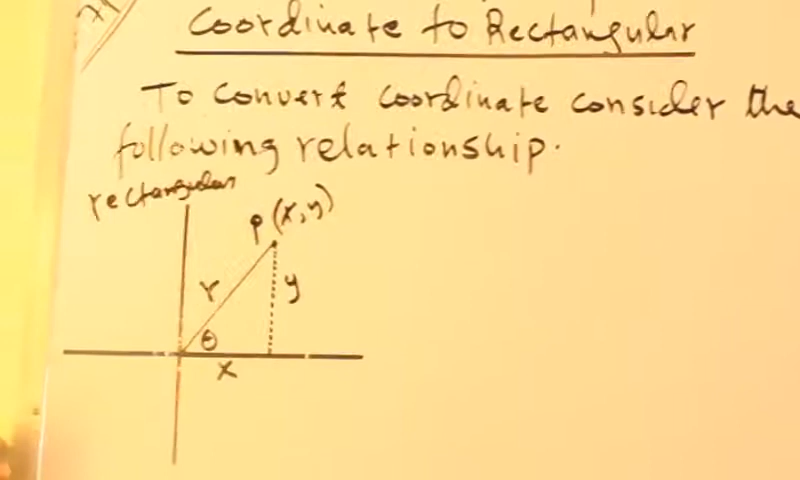 Coordinate to Rectangular
To convert coordinate consider the
following relationship.
rectangular
P(x,y)
r
y
θ
x